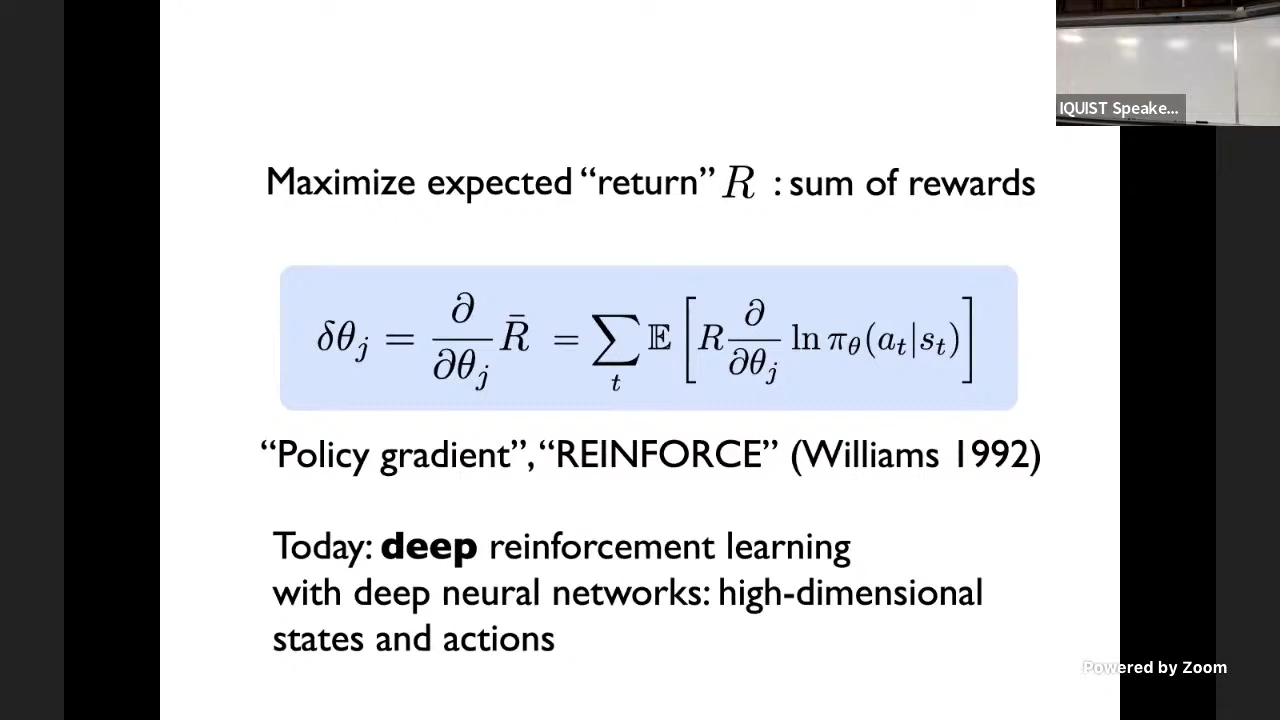 IQUIST Speake...
Maximize expected “return” R : sum of rewards
δθ_j = ∂/∂θ_j R̄ = ∑_t 𝔼 [ R ∂/∂θ_j ln π_θ(a_t|s_t) ]
“Policy gradient”, “REINFORCE” (Williams 1992)
Today: deep reinforcement learning
with deep neural networks: high-dimensional
states and actions
Powered by Zoom